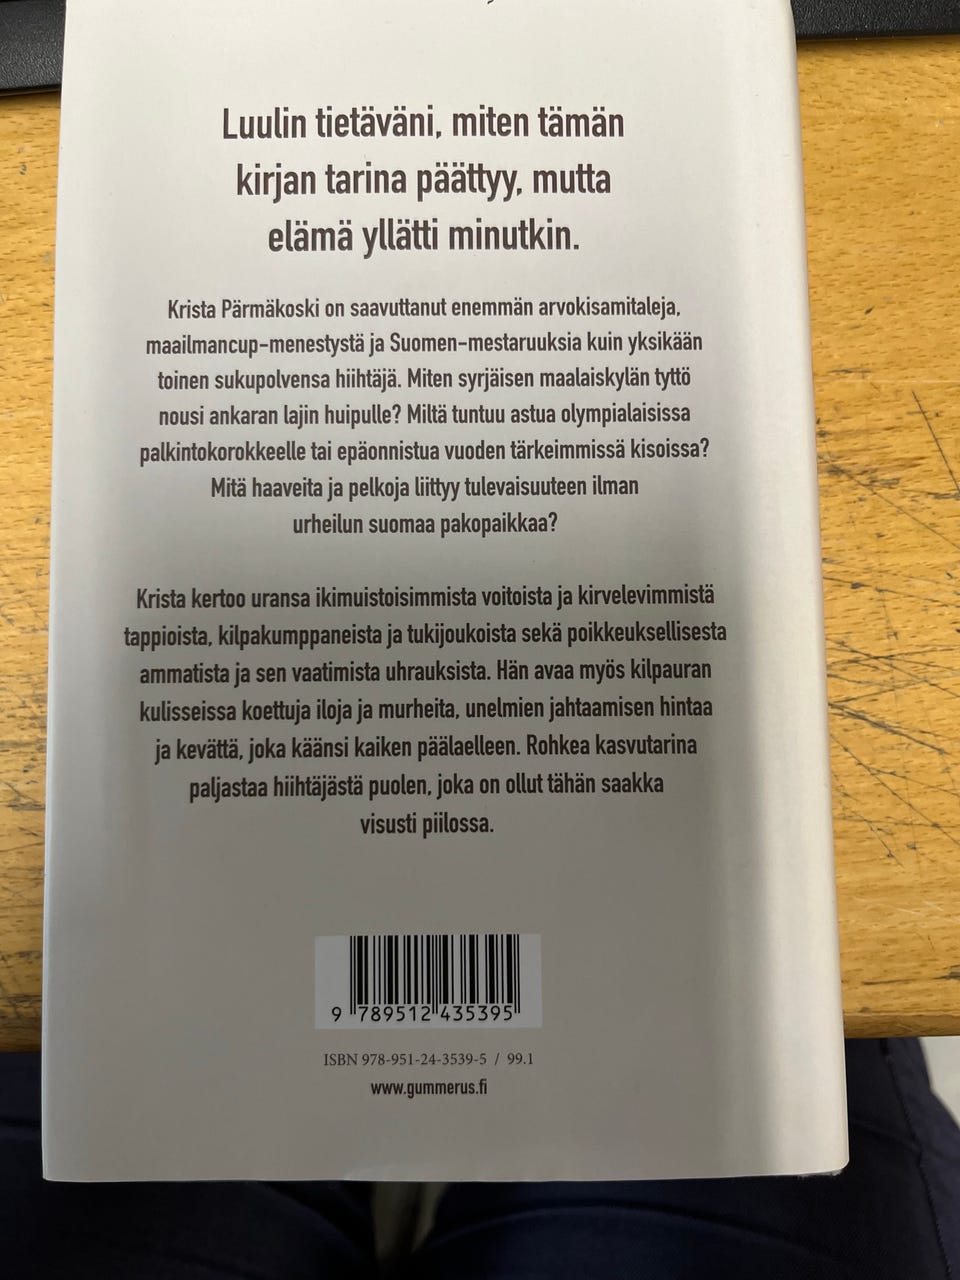 Luulin tietäväni, miten tämän
kirjan tarina päättyy, mutta
elämä yllätti minutkin.
Krista Pärmäkoski on saavuttanut enemmän arvokisamitaleja,
maailmancup-menestystä ja Suomen-mestaruuksia kuin yksikään
toinen sukupolvensa hiihtäjä. Miten syrjäisen maalaiskylän tyttö
nousi ankaran lajin huipulle? Miltä tuntuu astua olympialaisissa
palkintokorokkeelle tai epäonnistua vuoden tärkeimmissä kisoissa?
Mitä haaveita ja pelkoja liittyy tulevaisuuteen ilman
urheilun suomaa pakopaikkaa?
Krista kertoo uransa ikimuistoisimmista voitoista ja kirvelevimmistä
tappioista, kilpakumppaneista ja tukijoukoista sekä poikkeuksellisesta
ammatista ja sen vaatimista uhrauksista. Hän avaa myös kilpauran
kulisseissa koettuja iloja ja murheita, unelmien jahtaamisen hintaa
ja kevättä, joka käänsi kaiken päälaelleen. Rohkea kasvutarina
paljastaa hiihtäjästä puolen, joka on ollut tähän saakka
visusti piilossa.
9 789512 435395
ISBN 978-951-24-3539-5 / 99.1
www.gummerus.fi